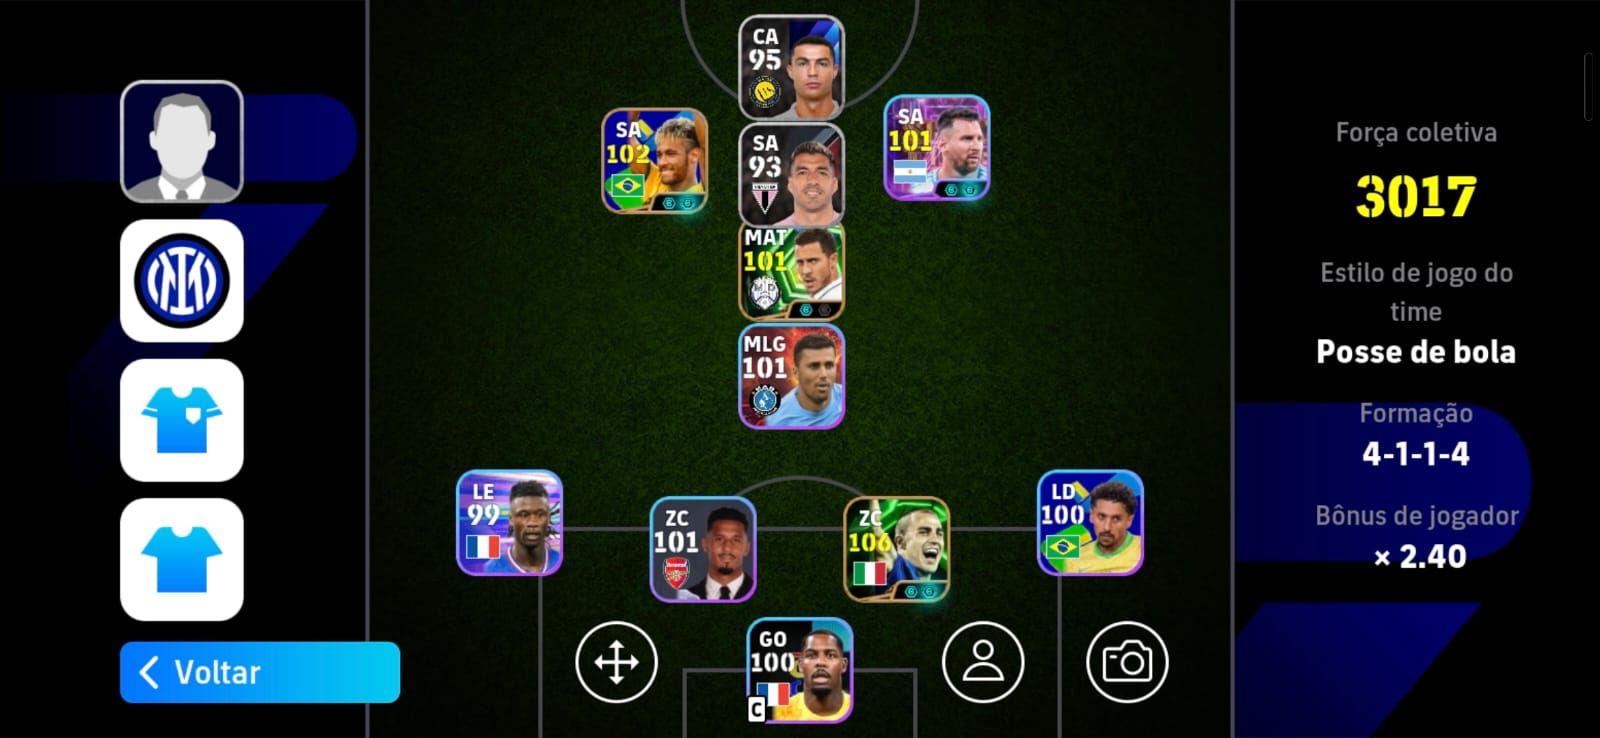 CA
95
SA
102
SA
93
SA
101
MAT
101
MLG
101
LE
99
ZC
101
Arsenal
ZC
106
LD
100
GO
100
C
Voltar
Força coletiva
3017
Estilo de jogo do
time
Posse de bola
Formação
4-1-1-4
Bônus de jogador
× 2.40